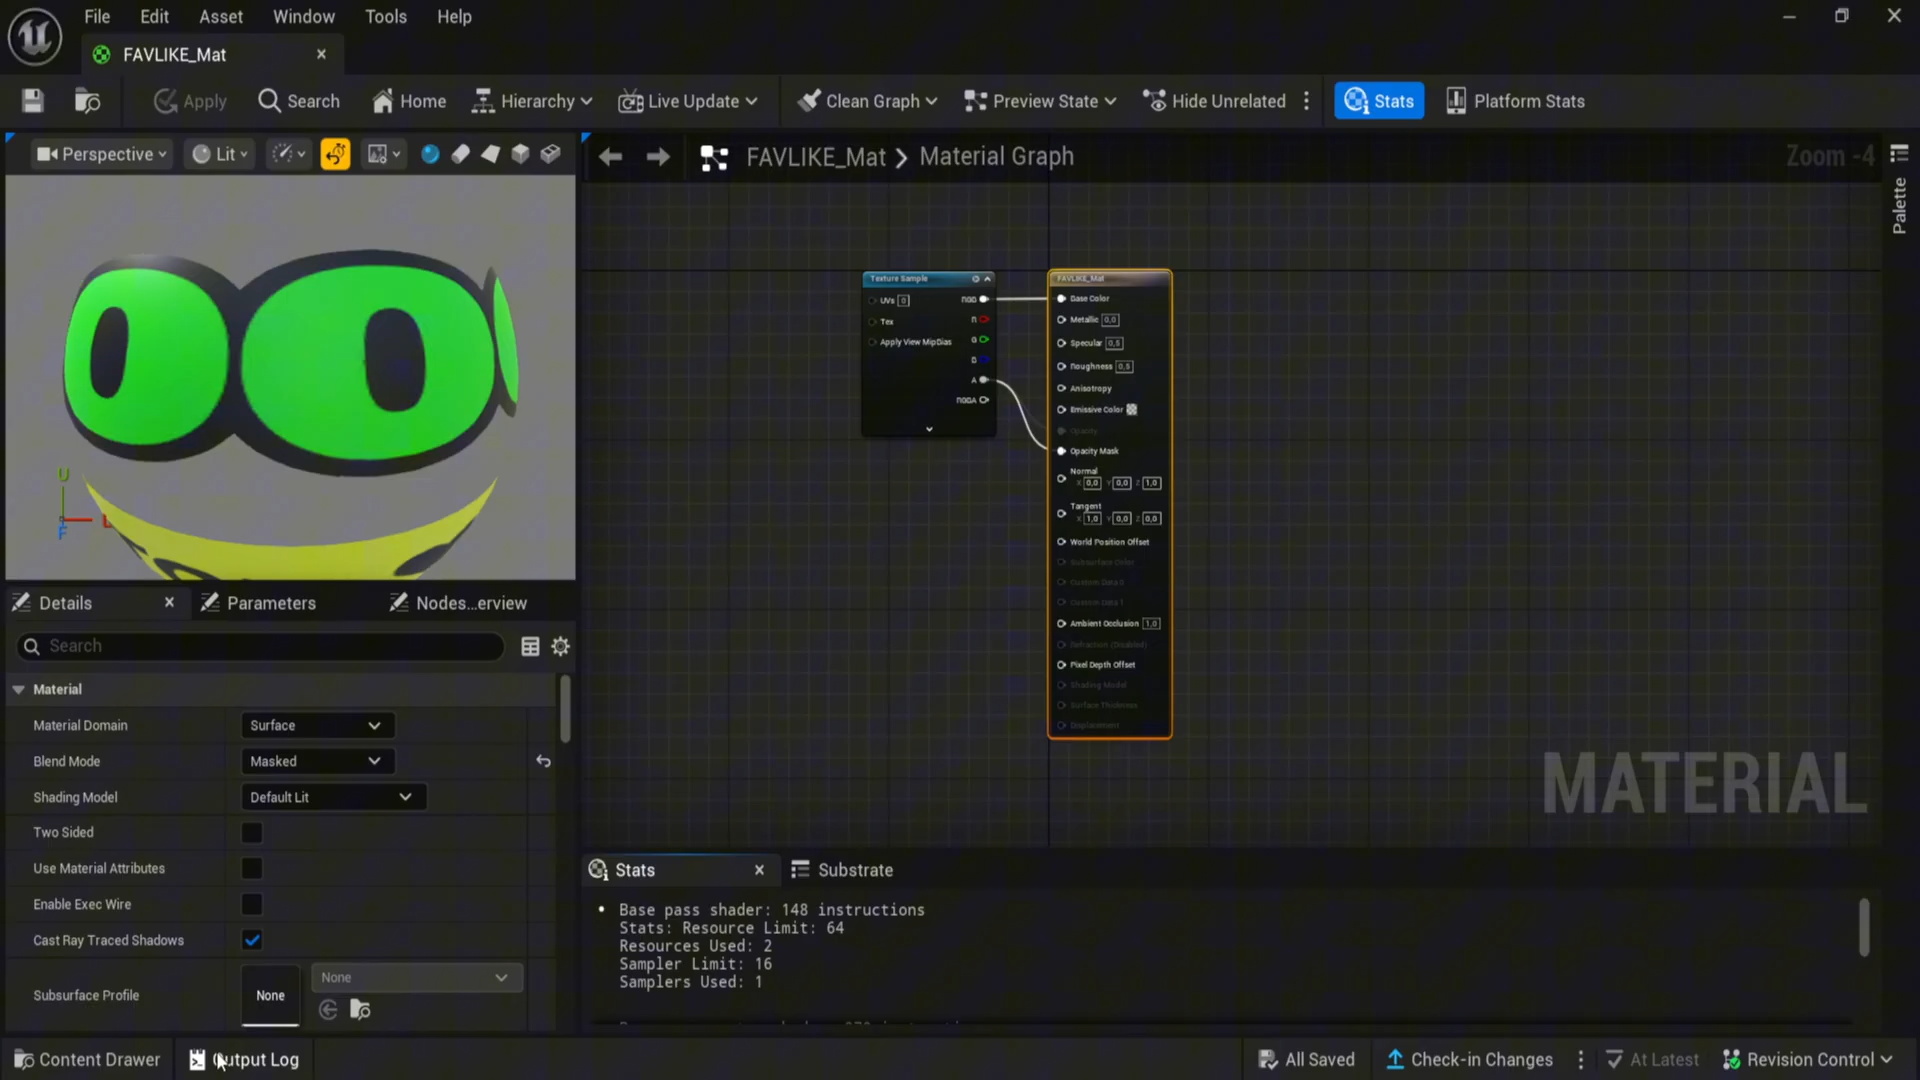 File Edit Asset Window Tools Help
FAVLIKE_Mat
Apply Search Home Hierarchy Live Update Clean Graph Preview State Hide Unrelated Stats Platform Stats
Perspective Lit
FAVLIKE_Mat > Material Graph
Zoom -4
Palette
Texture Sample
UVs 0
Tex
Apply View MipBias
RGB
R
G
B
A
RGBA
FAVLIKE_Mat
Base Color
Metallic 0,0
Specular 0,5
Roughness 0,5
Anisotropy
Emissive Color
Opacity
Opacity Mask
Normal
X 0,0 Y 0,0 Z 1,0
Tangent
X 1,0 Y 0,0 Z 0,0
World Position Offset
Subsurface Color
Custom Data 0
Custom Data 1
Ambient Occlusion 1,0
Refraction (Disabled)
Pixel Depth Offset
Shading Model
Surface Thickness
Displacement
MATERIAL
U
L
F
Details Parameters Nodes...erview
Search
Material
Material Domain Surface
Blend Mode Masked
Shading Model Default Lit
Two Sided
Use Material Attributes
Enable Exec Wire
Cast Ray Traced Shadows
Subsurface Profile None None
Stats Substrate
• Base pass shader: 148 instructions
Stats: Resource Limit: 64
Resources Used: 2
Sampler Limit: 16
Samplers Used: 1
Content Drawer Output Log All Saved Check-in Changes At Latest Revision Control